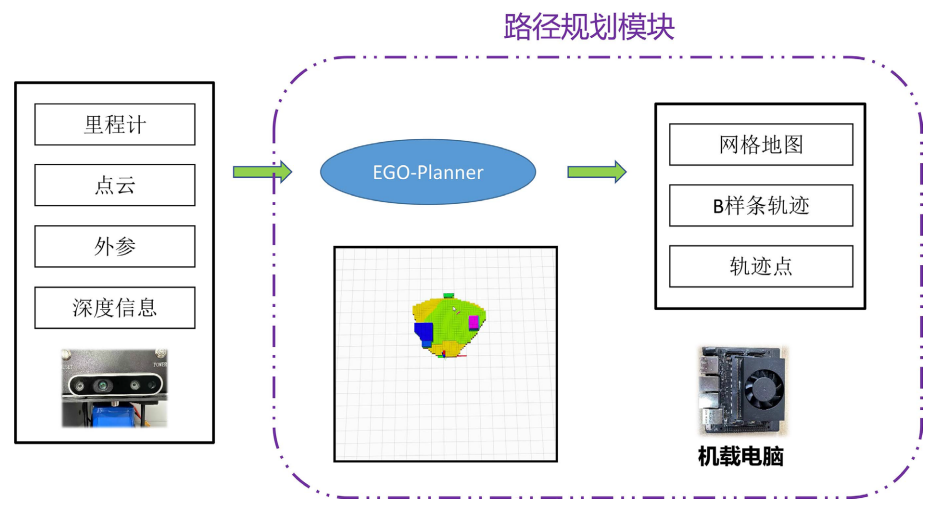 路径规划模块
里程计
点云
外参
深度信息
EGO-Planner
网格地图
B样条轨迹
轨迹点
机载电脑